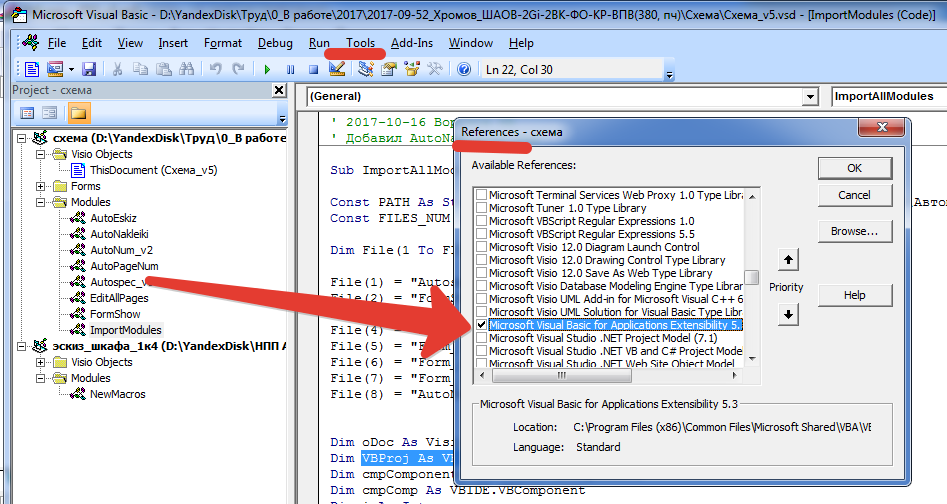 Microsoft Visual Basic - D:\YandexDisk\Труд\0_В работе\2017\2017-09-52_Хромов_ШАОВ-2Gi-2ВК-ФО-КР-ВПВ(380, пч)\Схема\Схема_v5.vsd - [ImportModules (Code)]
File Edit View Insert Format Debug Run Tools Add-Ins Window Help
Ln 22, Col 30
Project - схема
(General)
ImportAllModules
схема (D:\YandexDisk\Труд\0_В работе
Visio Objects
ThisDocument (Схема_v5)
Forms
Modules
AutoEskiz
AutoNakleiki
AutoNum_v2
AutoPageNum
Autospec_v
EditAllPages
FormShow
ImportModules
эскиз_шкафа_1к4 (D:\YandexDisk\НПП А
Visio Objects
Modules
NewMacros
' 2017-10-16
' Добавил
Sub ImportAllMo
Const PATH As St
Const FILES_NUM
Dim File(1 To F
File(1) = "Autos
File(2) = "Form
File(4) =
File(5) = "Form_
File(6) = "Form_
File(7) = "Form_
File(8) = "AutoN
Dim oDoc As Visi
Dim VBProj As VB
Dim cmpComponent
Dim cmpComp As VBIDE.VBComponent
References - схема
Available References:
Microsoft Terminal Services Web Proxy 1.0 Type Libra
Microsoft Tuner 1.0 Type Library
Microsoft VBScript Regular Expressions 1.0
Microsoft VBScript Regular Expressions 5.5
Microsoft Visio 12.0 Diagram Launch Control
Microsoft Visio 12.0 Drawing Control Type Library
Microsoft Visio 12.0 Save As Web Type Library
Microsoft Visio Database Modeling Engine Type Librar
Microsoft Visio UML Add-in for Microsoft Visual C++ 6
Microsoft Visio UML Solution for Visual Basic Type Libr
Microsoft Visual Basic for Applications Extensibility 5.
Microsoft Visual Studio .NET Project Model (7.1)
Microsoft Visual Studio .NET VB and C# Project Model
Microsoft Visual Studio .NET Web Site Object Model
OK
Cancel
Browse...
Priority
Help
Microsoft Visual Basic for Applications Extensibility 5.3
Location: C:\Program Files (x86)\Common Files\Microsoft Shared\VBA\VE
Language: Standard